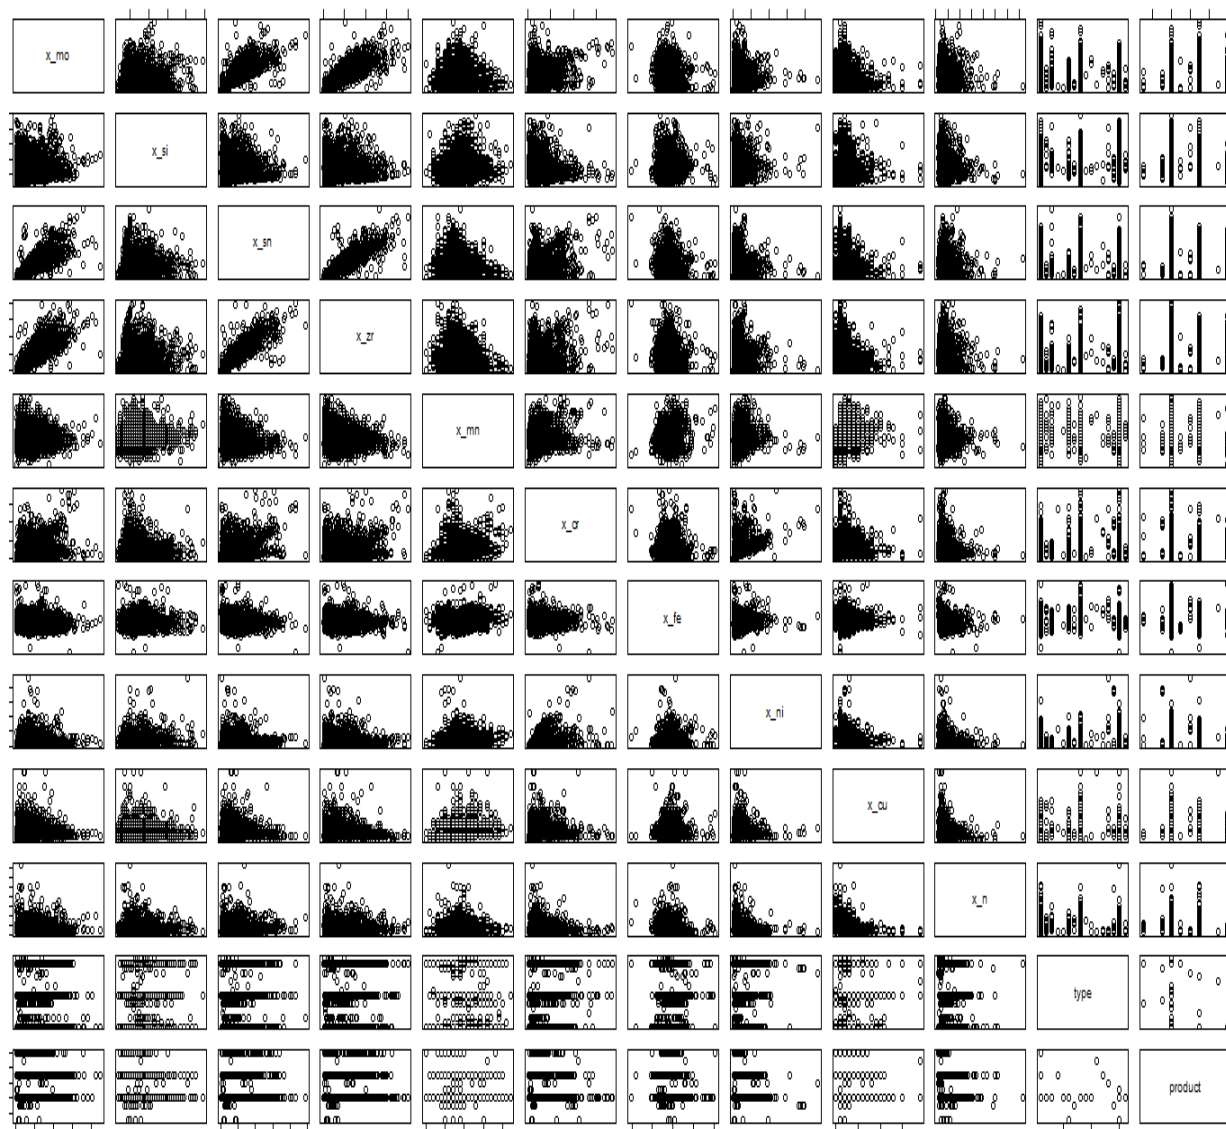 x_mo
x_si
x_sn
x_zr
x_mn
x_cr
x_fe
x_ni
x_cu
x_n
type
product